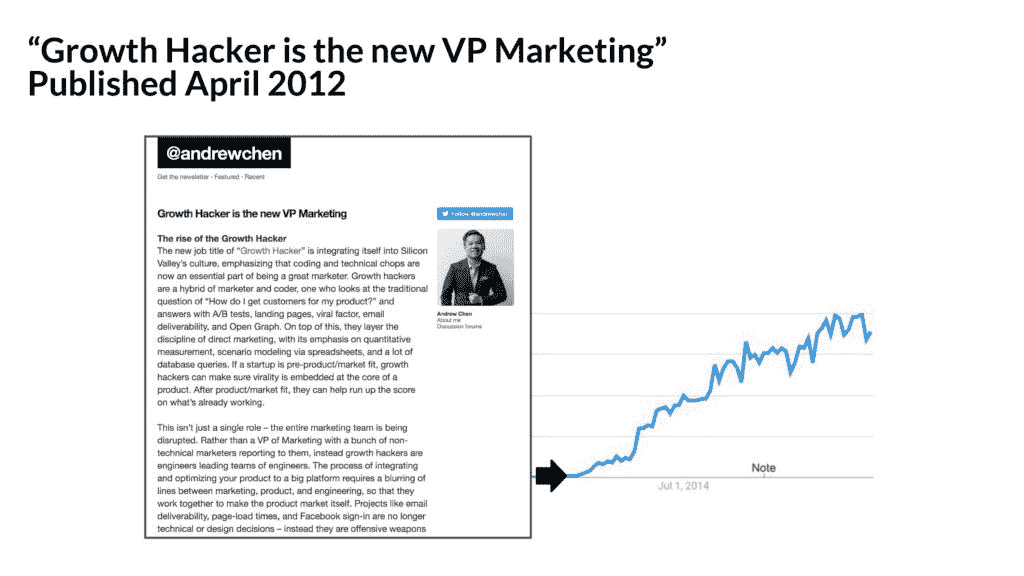 “Growth Hacker is the new VP Marketing”
Published April 2012
@andrewchen
Get the newsletter · Featured · Recent
Growth Hacker is the new VP Marketing
Follow @andrewchen
The rise of the Growth Hacker
The new job title of “Growth Hacker” is integrating itself into Silicon
Valley’s culture, emphasizing that coding and technical chops are
now an essential part of being a great marketer. Growth hackers
are a hybrid of marketer and coder, one who looks at the traditional
question of “How do I get customers for my product?” and
answers with A/B tests, landing pages, viral factor, email
deliverability, and Open Graph. On top of this, they layer the
discipline of direct marketing, with its emphasis on quantitative
measurement, scenario modeling via spreadsheets, and a lot of
database queries. If a startup is pre-product/market fit, growth
hackers can make sure virality is embedded at the core of a
product. After product/market fit, they can help run up the score
on what’s already working.
Andrew Chen
About me
Discussion forums
This isn’t just a single role – the entire marketing team is being
disrupted. Rather than a VP of Marketing with a bunch of non-
technical marketers reporting to them, instead growth hackers are
engineers leading teams of engineers. The process of integrating
and optimizing your product to a big platform requires a blurring of
lines between marketing, product, and engineering, so that they
work together to make the product market itself. Projects like email
deliverability, page-load times, and Facebook sign-in are no longer
technical or design decisions – instead they are offensive weapons
Note
Jul 1, 2014